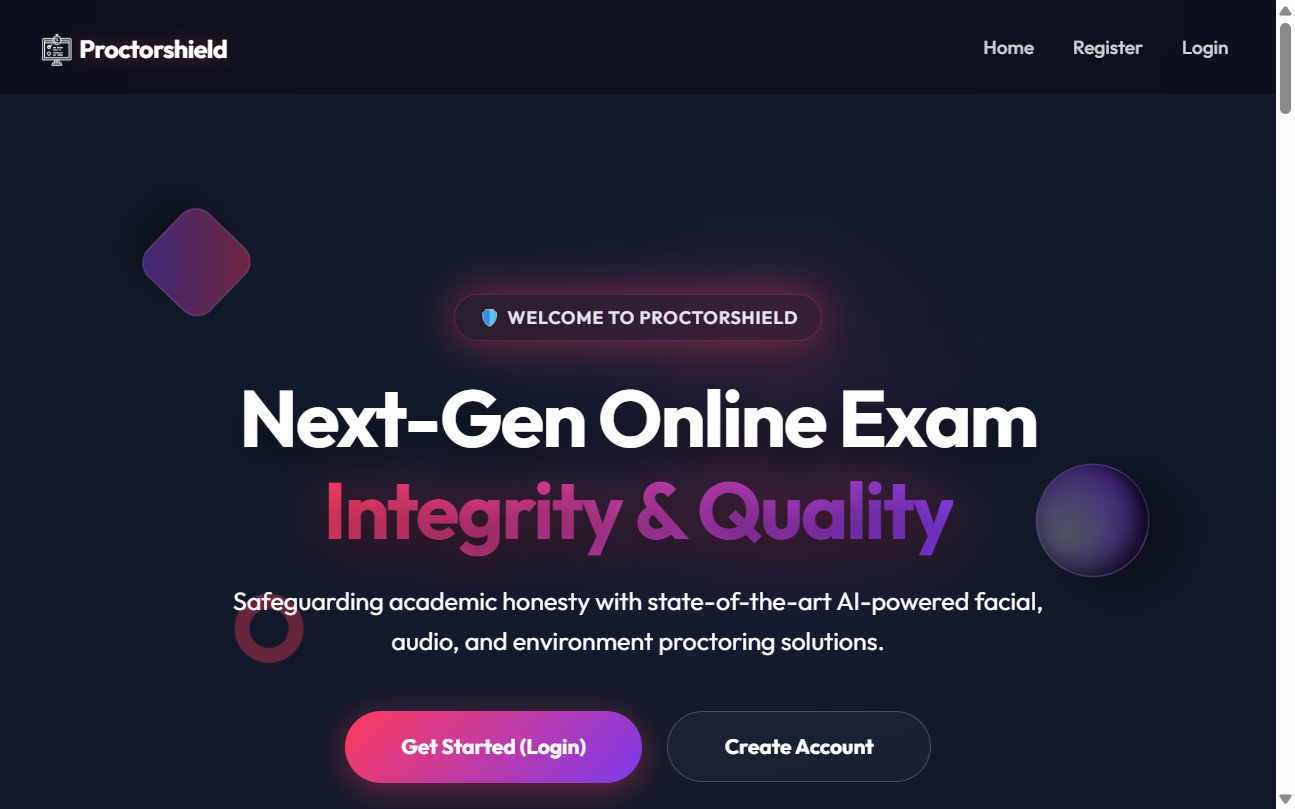 Proctorshield
Home
Register
Login
WELCOME TO PROCTORSHIELD
Next-Gen Online Exam
Integrity & Quality
Safeguarding academic honesty with state-of-the-art AI-powered facial,
audio, and environment proctoring solutions.
Get Started (Login)
Create Account